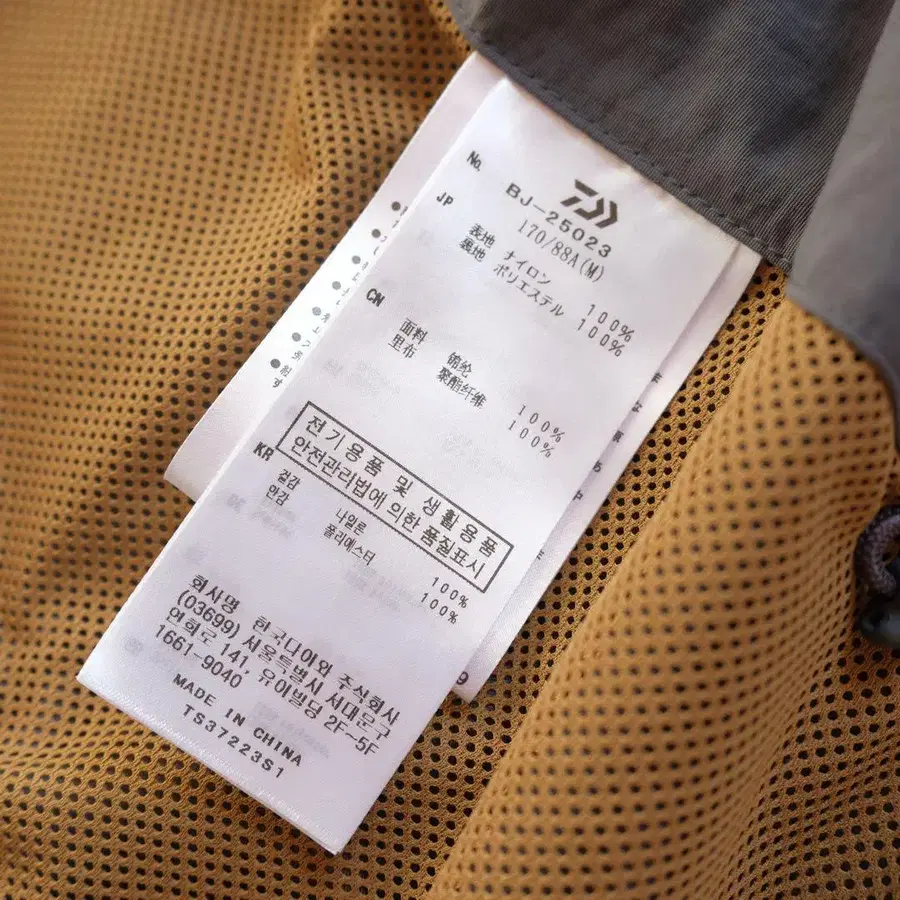 No. BJ-25023
170/88A(M)
JP
表地 ナイロン 100%
裏地 ポリエステル 100%
CN
面料 锦纶 100%
里布 聚酯纤维 100%
전기용품 및 생활용품
안전관리법에 의한 품질표시
KR
겉감 나일론 100%
안감 폴리에스터 100%
회사명 한국다이와 주식회사
(03699) 서울특별시 서대문구
연희로 141, 유아이빌딩 2F-5F
1661-9040
MADE IN CHINA
TS37223S1